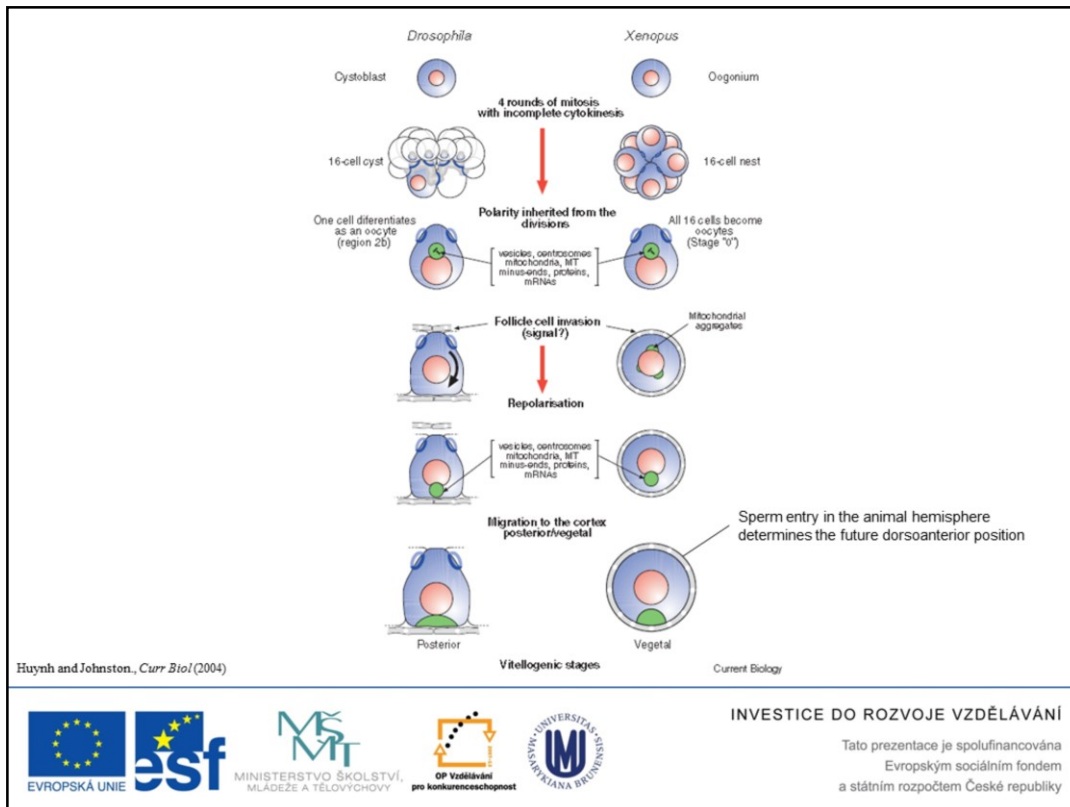 Drosophila
Xenopus
Cystoblast
Oogonium
4 rounds of mitosis
with incomplete cytokinesis
16-cell cyst
16-cell nest
Polarity inherited from the
divisions
One cell diferentiates
as an oocyte
(region 2b)
All 16 cells become
oocytes
(Stage "0")
vesicles, centrosomes
mitochondria, MT
minus-ends, proteins,
mRNAs
Follicle cell invasion
(signal?)
Mitochondrial
aggregates
Repolarisation
vesicles, centrosomes
mitochondria, MT
minus-ends, proteins,
mRNAs
Migration to the cortex
posterior/vegetal
Sperm entry in the animal hemisphere
determines the future dorsoanterior position
Posterior
Vegetal
Vitellogenic stages
Huynh and Johnston., Curr Biol (2004)
Current Biology
EVROPSKÁ UNIE
esf
MŠMT
MINISTERSTVO ŠKOLSTVÍ,
MLÁDEŽE A TĚLOVÝCHOVY
OP Vzdělávání
pro konkurenceschopnost
UNIVERSITAS
MASARYKIANA BRUNENSIS
INVESTICE DO ROZVOJE VZDĚLÁVÁNÍ
Tato prezentace je spolufinancována
Evropským sociálním fondem
a státním rozpočtem České republiky